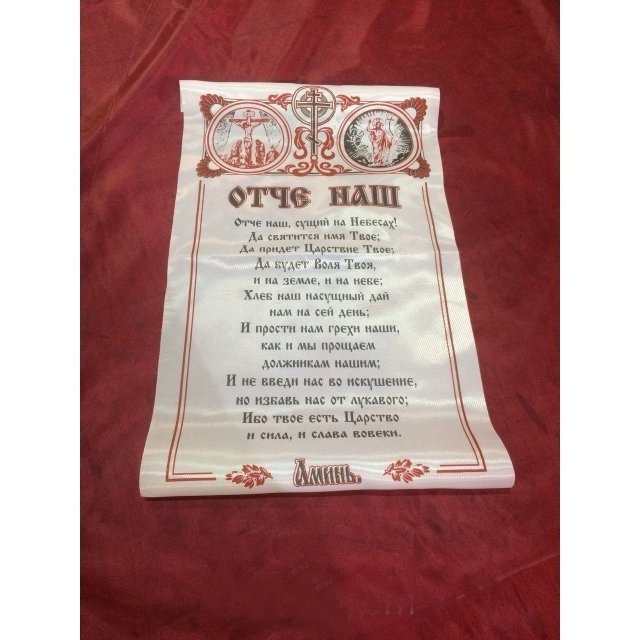 ОТЧЕ НАШ
Отче наш, сущий на Небесах!
Да святится имя Твое;
Да придет Царствие Твое;
Да будет Воля Твоя,
и на земле, и на небе;
Хлеб наш насущный дай
нам на сей день;
И прости нам грехи наши,
как и мы прощаем
должникам нашим;
И не введи нас во искушение,
но избавь нас от лукавого;
Ибо твое есть Царство
и сила, и слава вовеки.
Аминь.